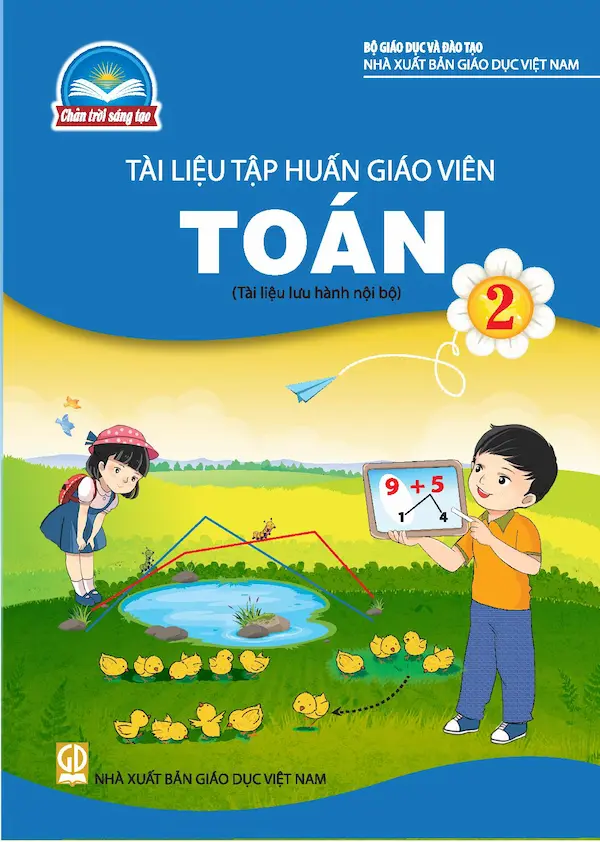 BỘ GIÁO DỤC VÀ ĐÀO TẠO
NHÀ XUẤT BẢN GIÁO DỤC VIỆT NAM
Chân trời sáng tạo
TÀI LIỆU TẬP HUẤN GIÁO VIÊN
TOÁN
(Tài liệu lưu hành nội bộ)
2
9 + 5
1 4
GD
NHÀ XUẤT BẢN GIÁO DỤC VIỆT NAM